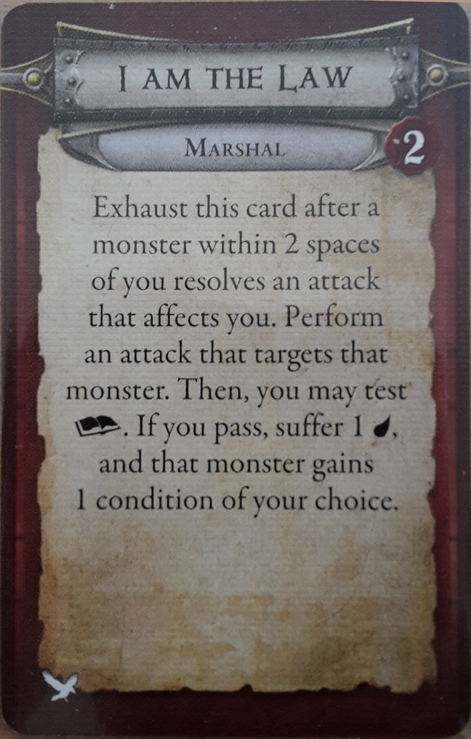 I AM THE LAW
MARSHAL
2
Exhaust this card after a
monster within 2 spaces
of you resolves an attack
that affects you. Perform
an attack that targets that
monster. Then, you may test
. If you pass, suffer 1 ,
and that monster gains
1 condition of your choice.